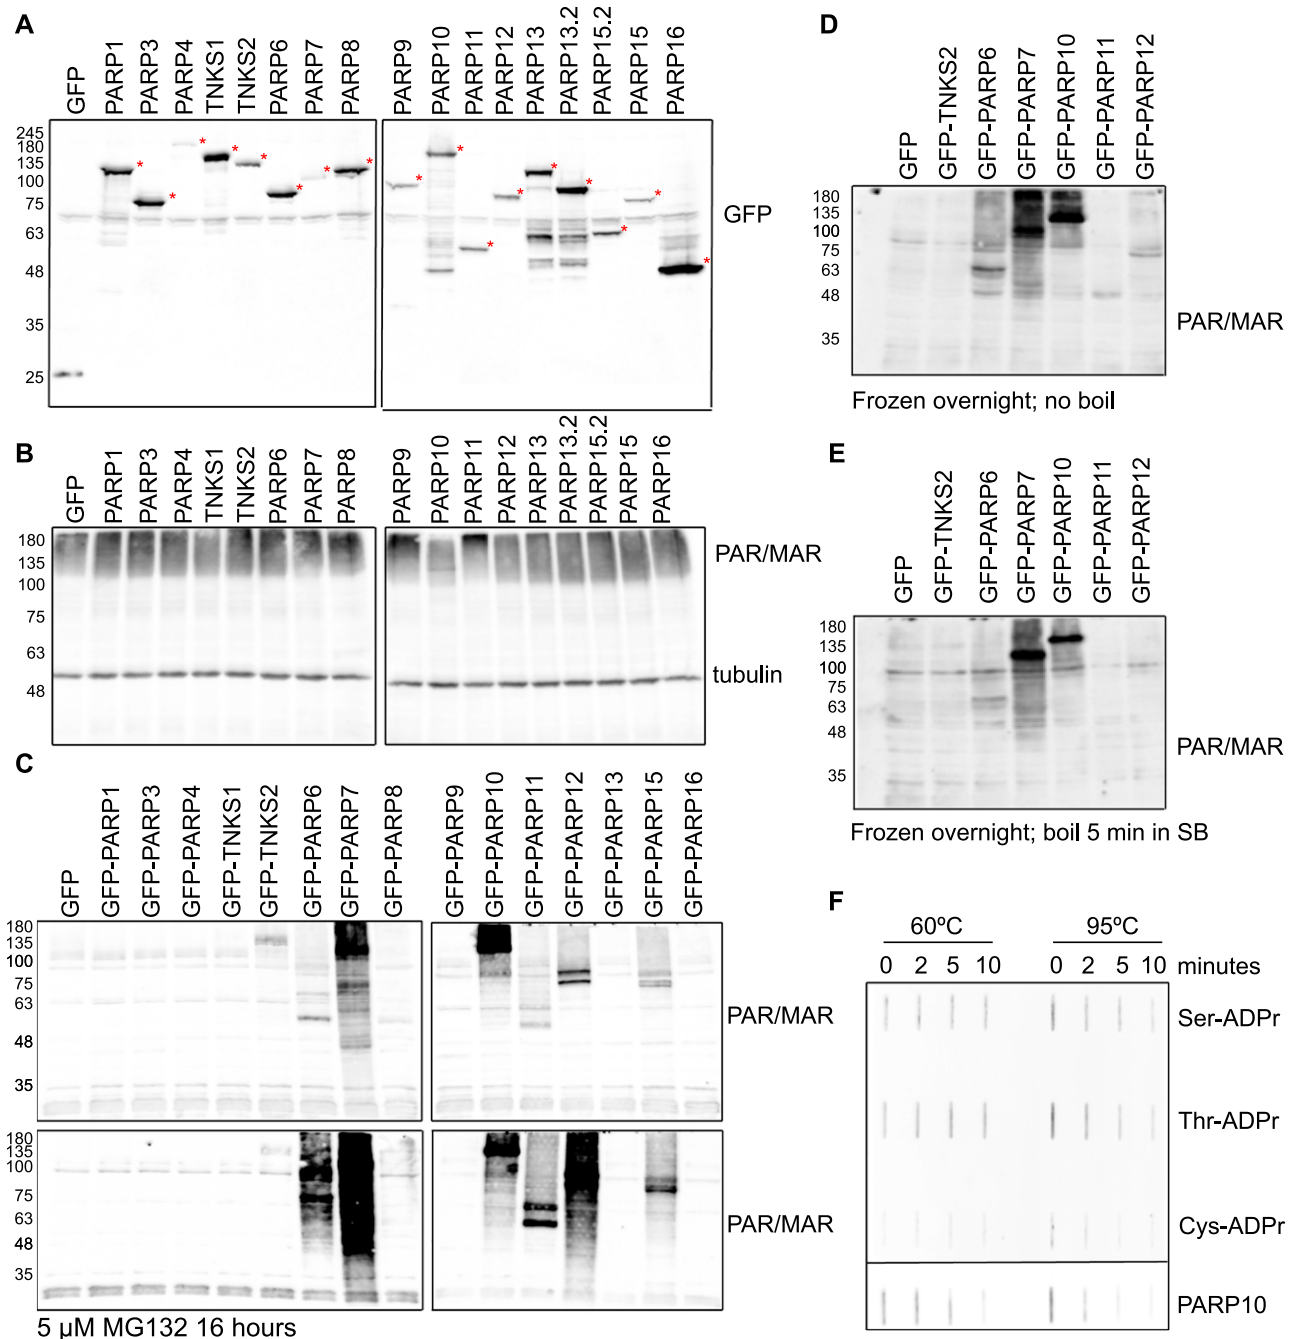 A
GFP
PARP1
PARP3
PARP4
TNKS1
TNKS2
PARP6
PARP7
PARP8
PARP9
PARP10
PARP11
PARP12
PARP13
PARP13.2
PARP15.2
PARP15
PARP16
245
180
135
100
75
63
48
35
25
* * * * * * * *
* * * * * * * * *
GFP
B
GFP
PARP1
PARP3
PARP4
TNKS1
TNKS2
PARP6
PARP7
PARP8
PARP9
PARP10
PARP11
PARP12
PARP13
PARP13.2
PARP15.2
PARP15
PARP16
180
135
100
75
63
48
PAR/MAR
tubulin
C
GFP
GFP-PARP1
GFP-PARP3
GFP-PARP4
GFP-TNKS1
GFP-TNKS2
GFP-PARP6
GFP-PARP7
GFP-PARP8
GFP-PARP9
GFP-PARP10
GFP-PARP11
GFP-PARP12
GFP-PARP13
GFP-PARP15
GFP-PARP16
180
135
100
75
63
48
35
PAR/MAR
180
135
100
75
63
48
35
PAR/MAR
5 µM MG132 16 hours
D
GFP
GFP-TNKS2
GFP-PARP6
GFP-PARP7
GFP-PARP10
GFP-PARP11
GFP-PARP12
180
135
100
75
63
48
35
PAR/MAR
Frozen overnight; no boil
E
GFP
GFP-TNKS2
GFP-PARP6
GFP-PARP7
GFP-PARP10
GFP-PARP11
GFP-PARP12
180
135
100
75
63
48
35
PAR/MAR
Frozen overnight; boil 5 min in SB
F
60ºC 95ºC
0 2 5 10 0 2 5 10 minutes
Ser-ADPr
Thr-ADPr
Cys-ADPr
PARP10